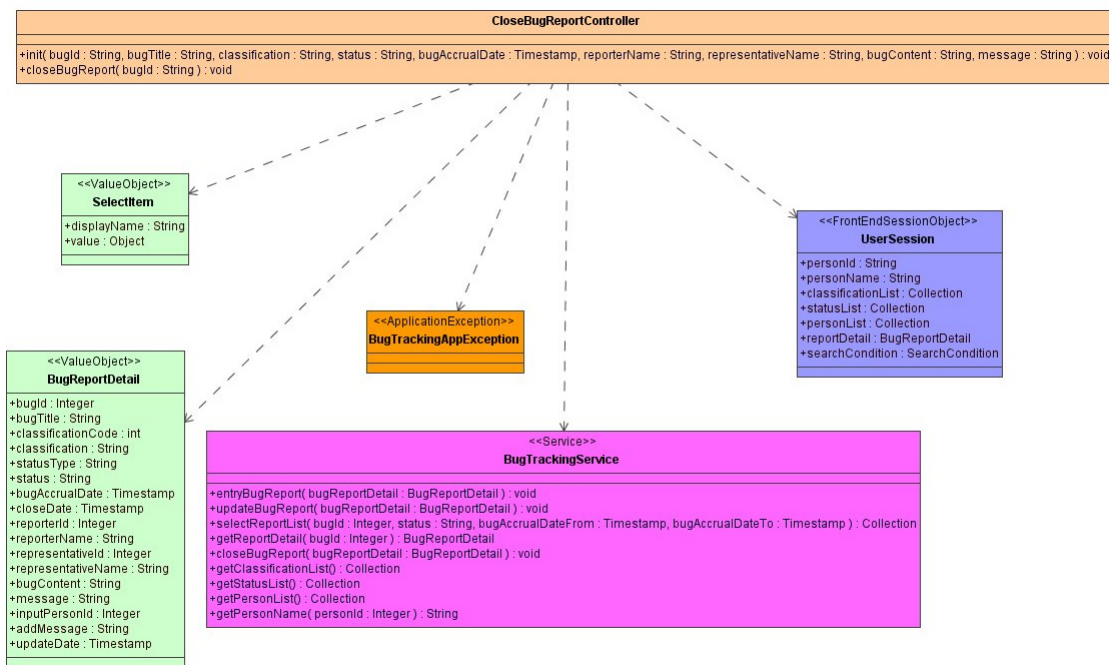 CloseBugReportController
+init( bugId : String, bugTitle : String, classification : String, status : String, bugAccrualDate : Timestamp, reporterName : String, representativeName : String, bugContent : String, message : String ) : void
+closeBugReport( bugId : String ) : void
<<ValueObject>>
SelectItem
+displayName : String
+value : Object
<<FrontEndSessionObject>>
UserSession
+personId : String
+personName : String
+classificationList : Collection
+statusList : Collection
+personList : Collection
+reportDetail : BugReportDetail
+searchCondition : SearchCondition
<<ApplicationException>>
BugTrackingAppException
<<ValueObject>>
BugReportDetail
+bugId : Integer
+bugTitle : String
+classificationCode : int
+classification : String
+statusType : String
+status : String
+bugAccrualDate : Timestamp
+closeDate : Timestamp
+reporterId : Integer
+reporterName : String
+representativeId : Integer
+representativeName : String
+bugContent : String
+message : String
+inputPersonId : Integer
+addMessage : String
+updateDate : Timestamp
<<Service>>
BugTrackingService
+entryBugReport( bugReportDetail : BugReportDetail ) : void
+updateBugReport( bugReportDetail : BugReportDetail ) : void
+selectReportList( bugId : Integer, status : String, bugAccrualDateFrom : Timestamp, bugAccrualDateTo : Timestamp ) : Collection
+getReportDetail( bugId : Integer ) : BugReportDetail
+closeBugReport( bugReportDetail : BugReportDetail ) : void
+getClassificationList() : Collection
+getStatusList() : Collection
+getPersonList() : Collection
+getPersonName( personId : Integer ) : String